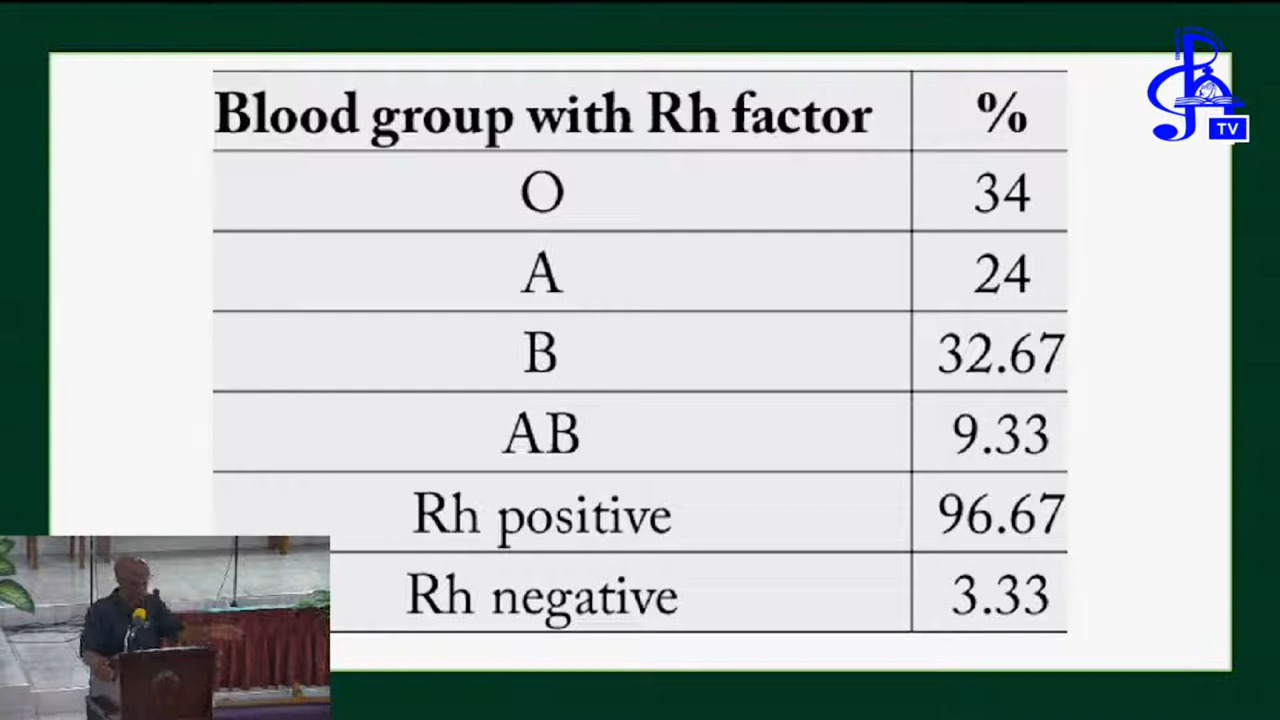 Blood group with Rh factor %
O 34
A 24
B 32.67
AB 9.33
Rh positive 96.67
Rh negative 3.33
TV